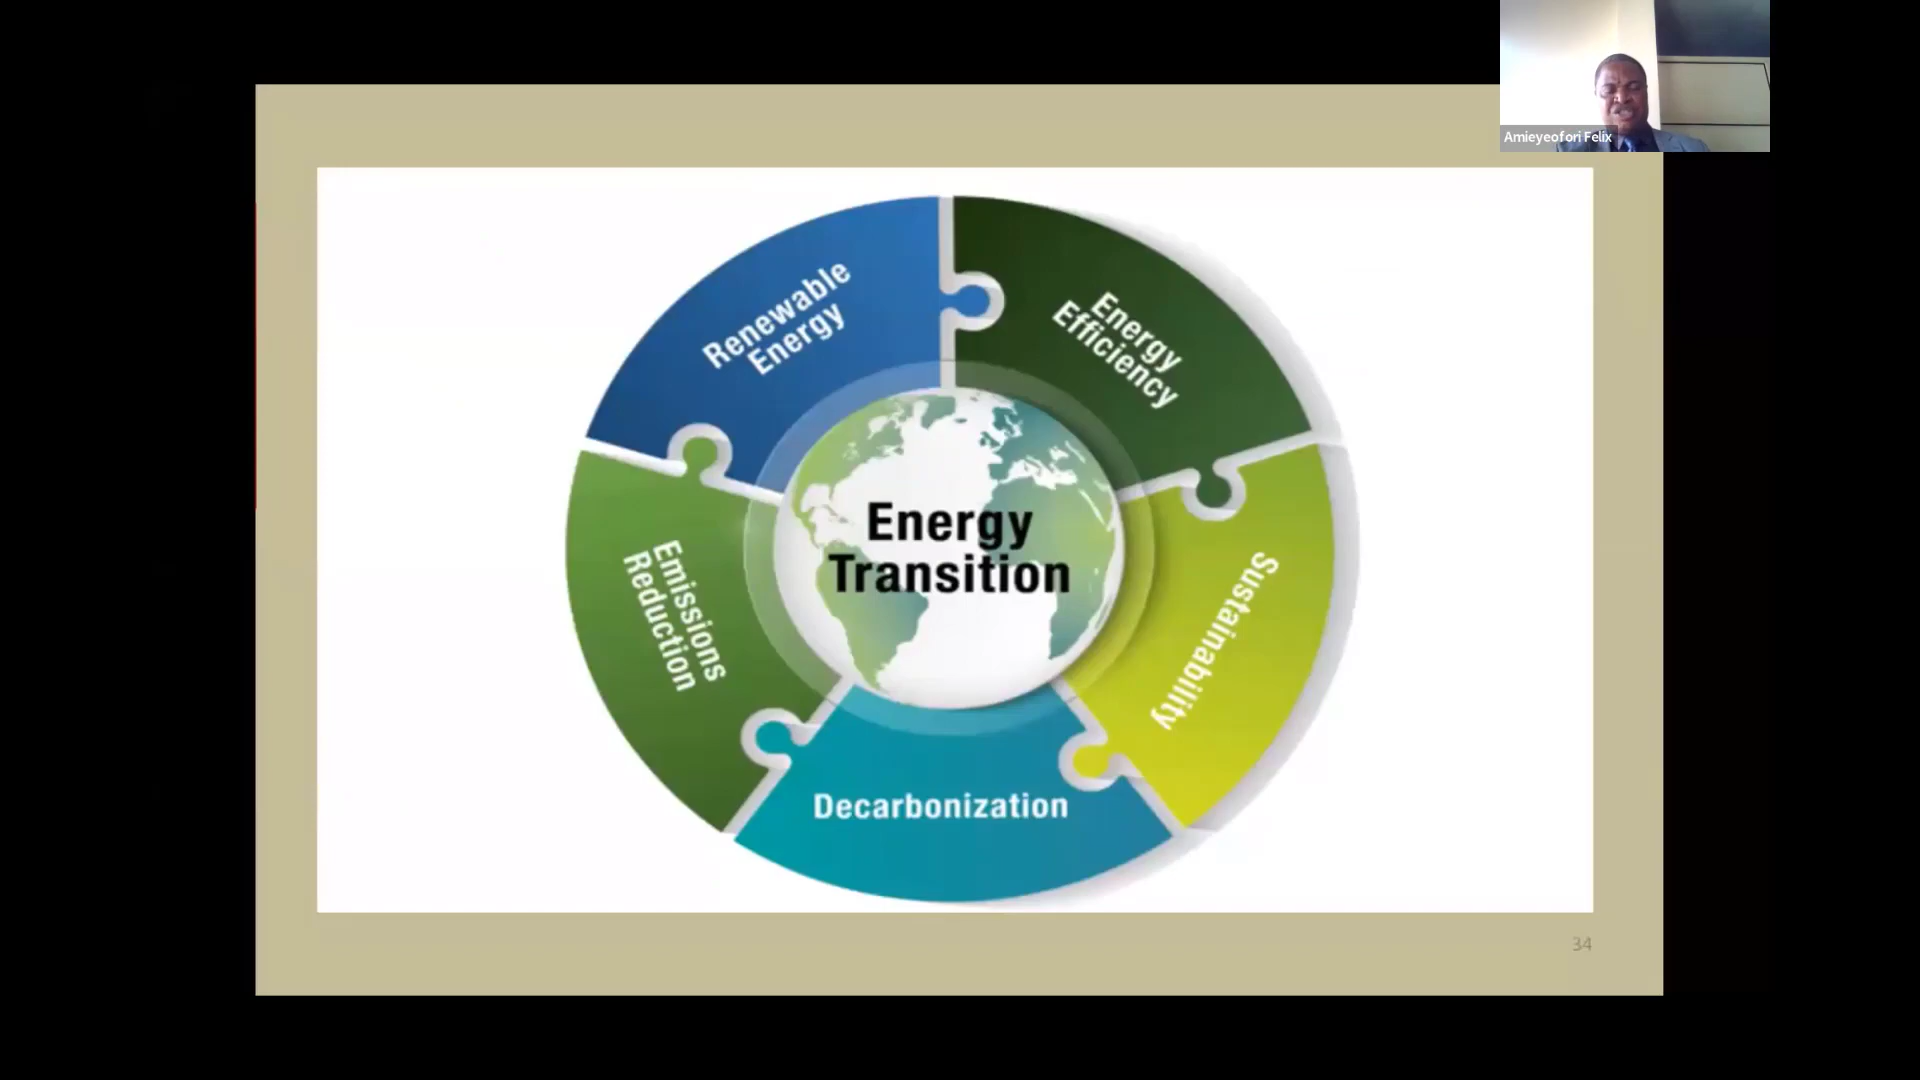 Amieyeofori Felix
Renewable
Energy
Energy
Efficiency
Energy
Transition
Emissions
Reduction
Sustainability
Decarbonization
34